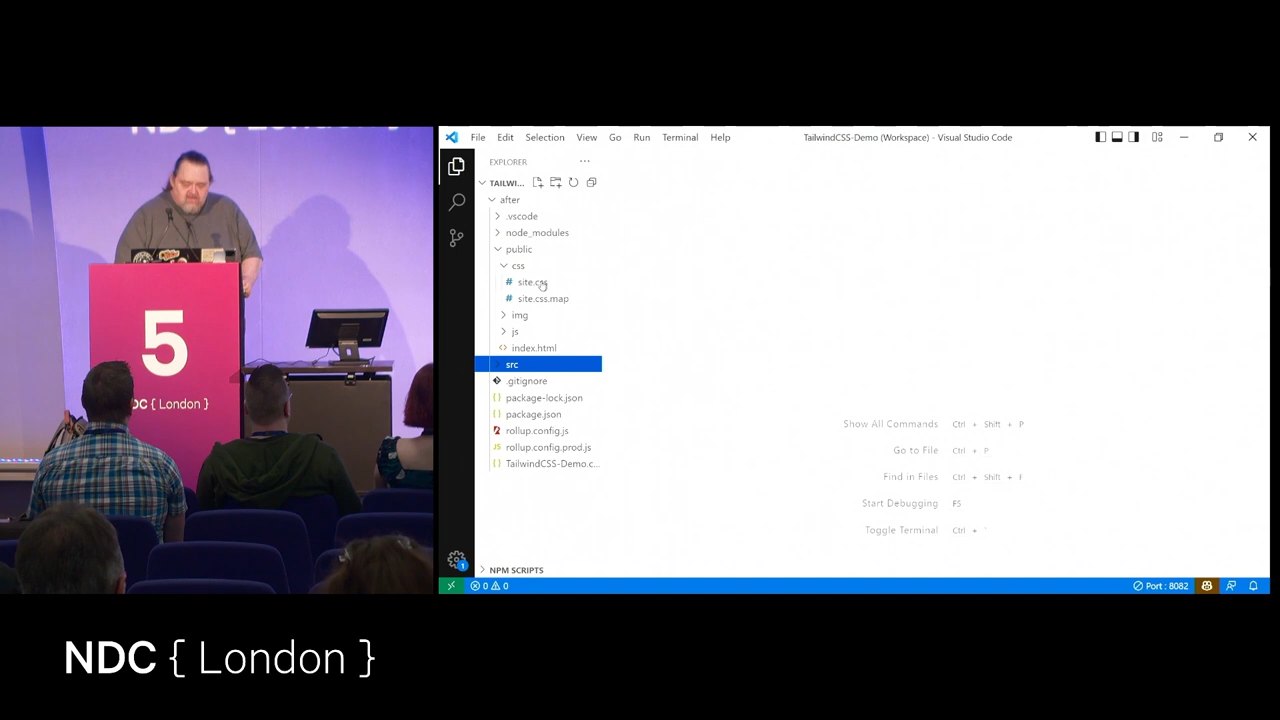 NDC { London }
5
DC { London }
File Edit Selection View Go Run Terminal Help
TailwindCSS-Demo (Workspace) - Visual Studio Code
EXPLORER
TAILWI...
after
.vscode
node_modules
public
css
site.css
site.css.map
img
js
index.html
src
.gitignore
package-lock.json
package.json
rollup.config.js
rollup.config.prod.js
TailwindCSS-Demo.c...
NPM SCRIPTS
Show All Commands Ctrl + Shift + P
Go to File Ctrl + P
Find in Files Ctrl + Shift + F
Start Debugging F5
Toggle Terminal Ctrl + `
1
0 0
Port : 8082
NDC { London }